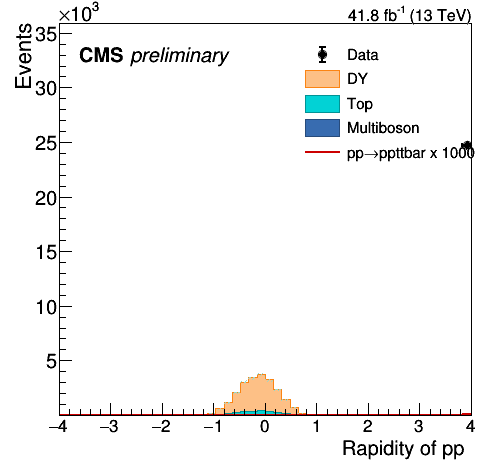 ×10³
41.8 fb⁻¹ (13 TeV)
Events
CMS preliminary
Data
DY
Top
Multiboson
pp→ppttbar x 1000
35
30
25
20
15
10
5
−4 −3 −2 −1 0 1 2 3 4
Rapidity of pp